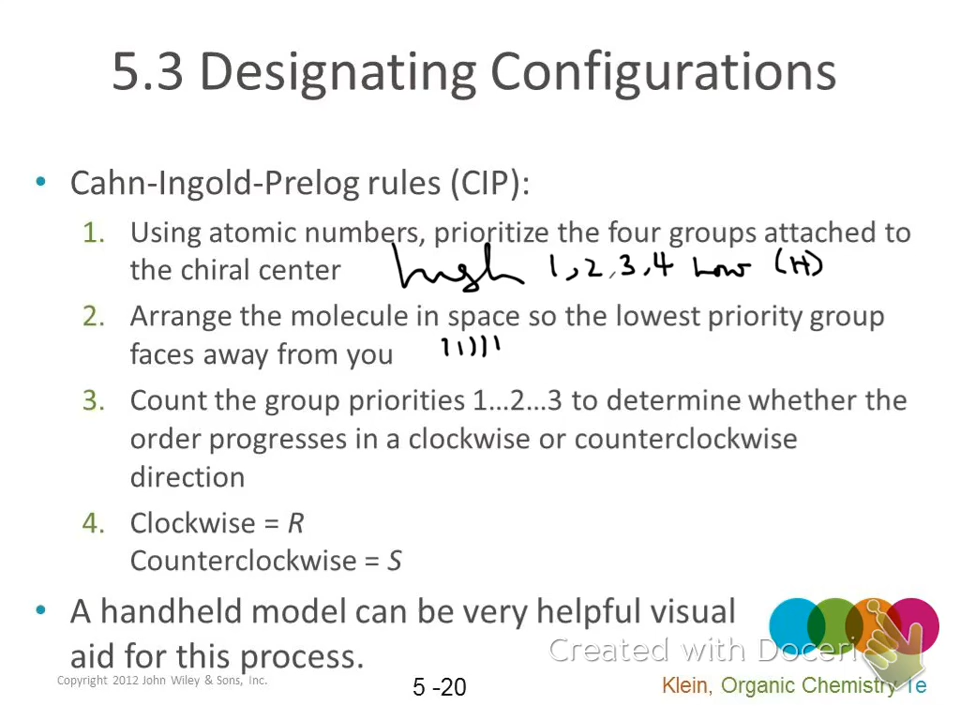 5.3 Designating Configurations
• Cahn-Ingold-Prelog rules (CIP):
1. Using atomic numbers, prioritize the four groups attached to
the chiral center high 1, 2, 3, 4 Low (H)
2. Arrange the molecule in space so the lowest priority group
faces away from you
3. Count the group priorities 1…2…3 to determine whether the
order progresses in a clockwise or counterclockwise
direction
4. Clockwise = R
Counterclockwise = S
• A handheld model can be very helpful visual
aid for this process.
Created with Doceri
Copyright 2012 John Wiley & Sons, Inc.
5 -20
Klein, Organic Chemistry 1e